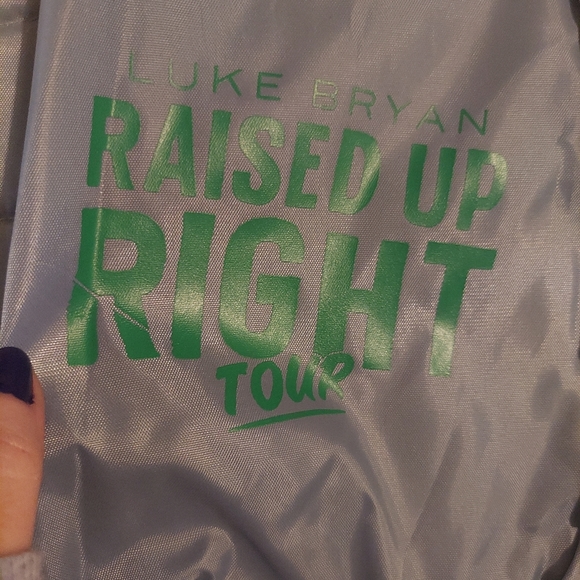 LUKE BRYAN
RAISED UP
RIGHT
TOUR